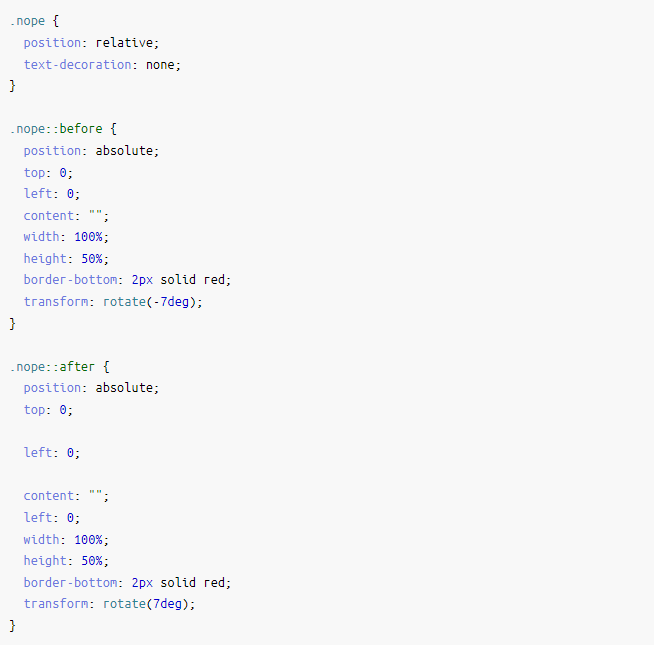 .nope {
  position: relative;
  text-decoration: none;
}

.nope::before {
  position: absolute;
  top: 0;
  left: 0;
  content: "";
  width: 100%;
  height: 50%;
  border-bottom: 2px solid red;
  transform: rotate(-7deg);
}

.nope::after {
  position: absolute;
  top: 0;

  left: 0;

  content: "";
  left: 0;
  width: 100%;
  height: 50%;
  border-bottom: 2px solid red;
  transform: rotate(7deg);
}